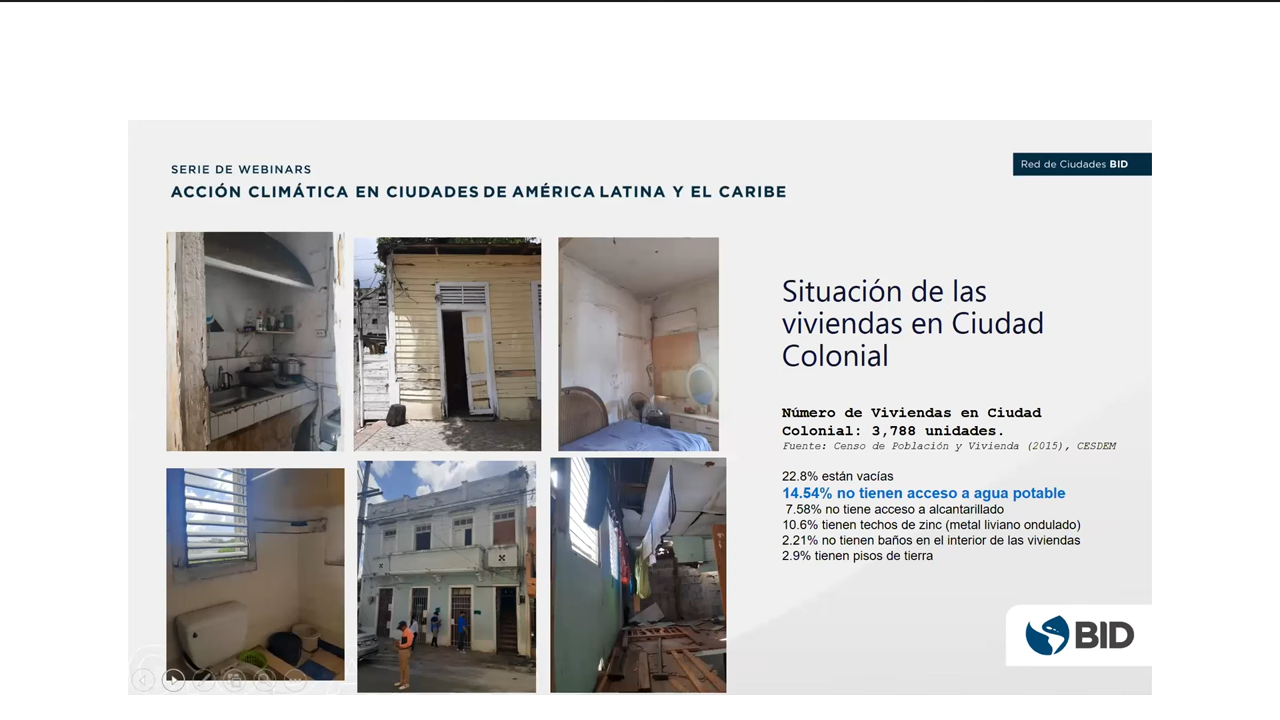 SERIE DE WEBINARS
ACCIÓN CLIMÁTICA EN CIUDADES DE AMÉRICA LATINA Y EL CARIBE
Red de Ciudades BID
Situación de las
viviendas en Ciudad
Colonial
Número de Viviendas en Ciudad
Colonial: 3,788 unidades.
Fuente: Censo de Población y Vivienda (2015), CESDEM
22.8% están vacías
14.54% no tienen acceso a agua potable
7.58% no tiene acceso a alcantarillado
10.6% tienen techos de zinc (metal liviano ondulado)
2.21% no tienen baños en el interior de las viviendas
2.9% tienen pisos de tierra
BID